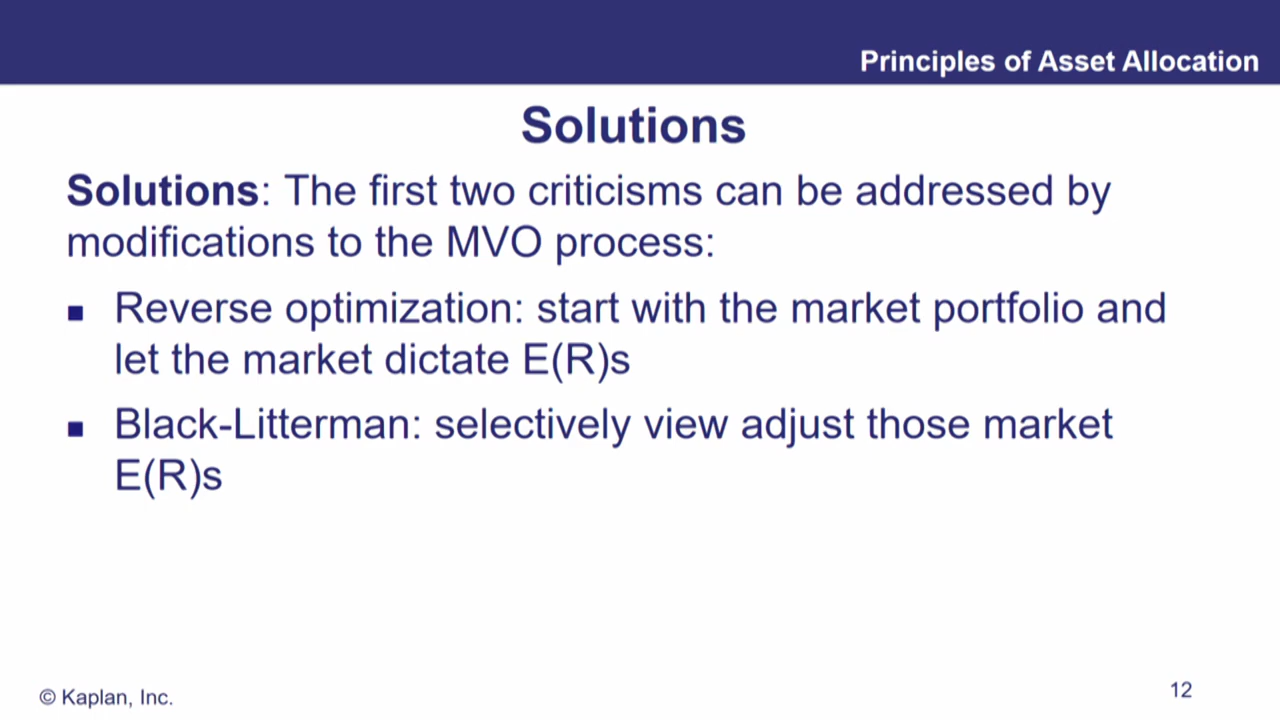 Principles of Asset Allocation
Solutions
Solutions: The first two criticisms can be addressed by
modifications to the MVO process:
▪ Reverse optimization: start with the market portfolio and
let the market dictate E(R)s
▪ Black-Litterman: selectively view adjust those market
E(R)s
© Kaplan, Inc.
12